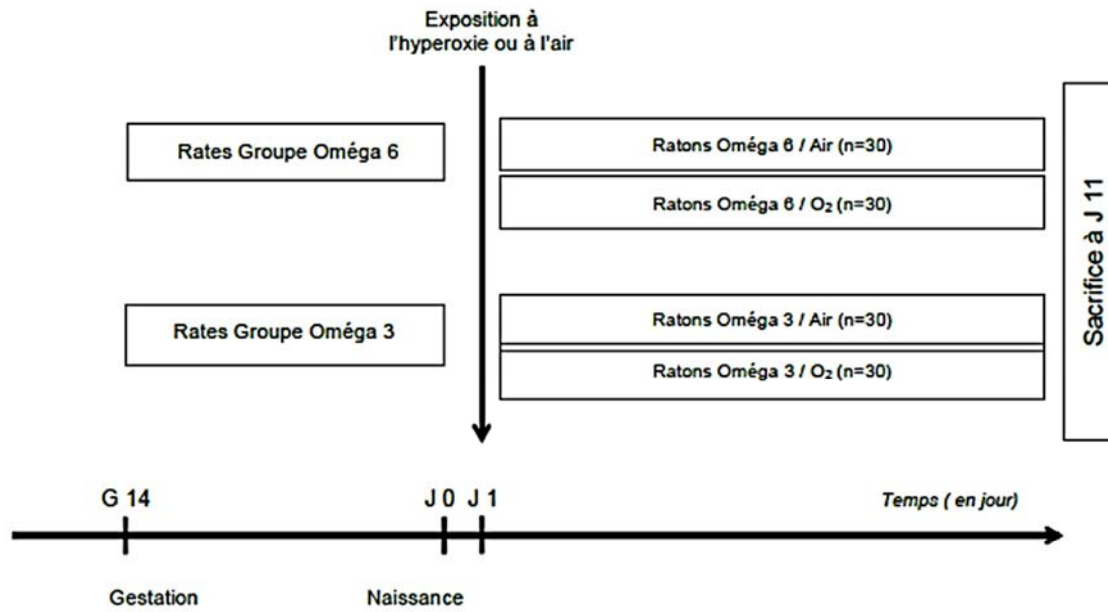 Exposition à
l'hyperoxie ou à l'air
Rates Groupe Oméga 6
Ratons Oméga 6 / Air (n=30)
Ratons Oméga 6 / O₂ (n=30)
Rates Groupe Oméga 3
Ratons Oméga 3 / Air (n=30)
Ratons Oméga 3 / O₂ (n=30)
Sacrifice à J 11
G 14
J 0
J 1
Temps ( en jour)
Gestation
Naissance